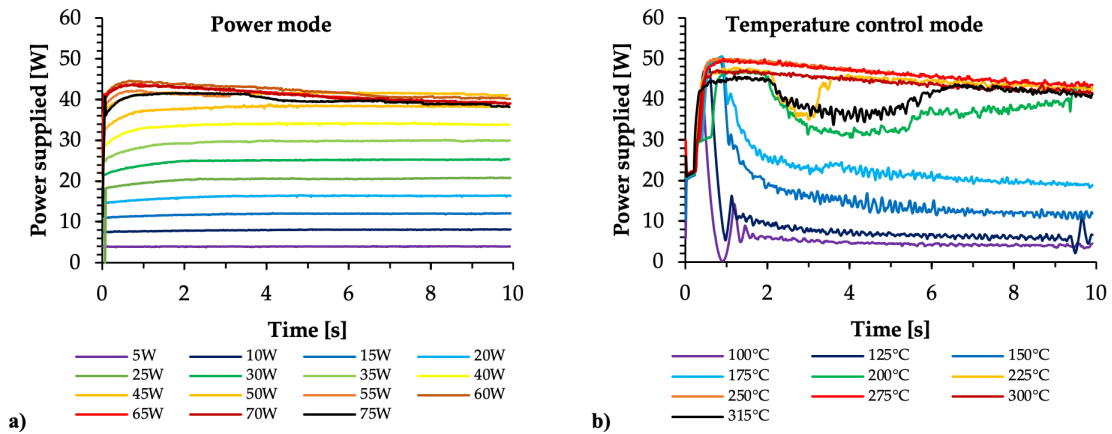 Power mode
Power supplied [W]
60
50
40
30
20
10
0
0 2 4 6 8 10
Time [s]
5W 10W 15W 20W
25W 30W 35W 40W
45W 50W 55W 60W
65W 70W 75W
a)
Temperature control mode
Power supplied [W]
60
50
40
30
20
10
0
0 2 4 6 8 10
Time [s]
100°C 125°C 150°C
175°C 200°C 225°C
250°C 275°C 300°C
315°C
b)